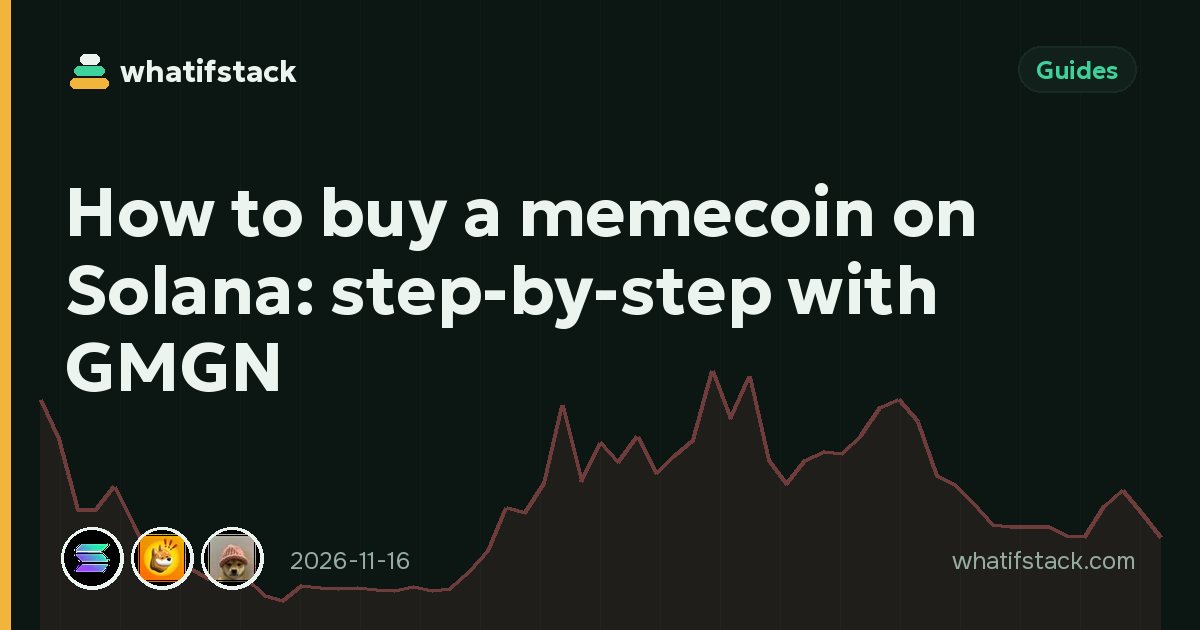 whatifstack
Guides
How to buy a memecoin on
Solana: step-by-step with
GMGN
2026-11-16
whatifstack.com